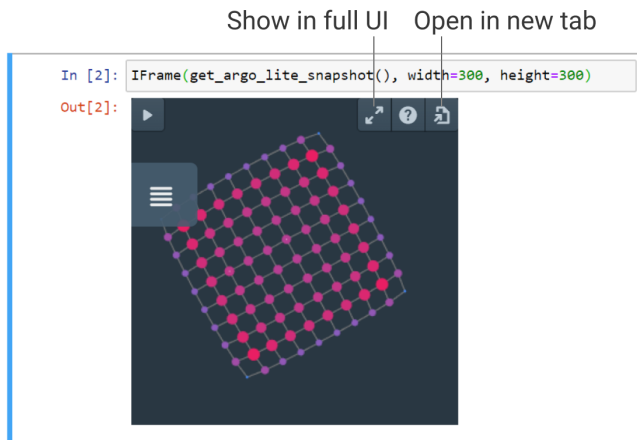 Show in full UI Open in new tab
In [2]: IFrame(get_argo_lite_snapshot(), width=300, height=300)
Out[2]:
?